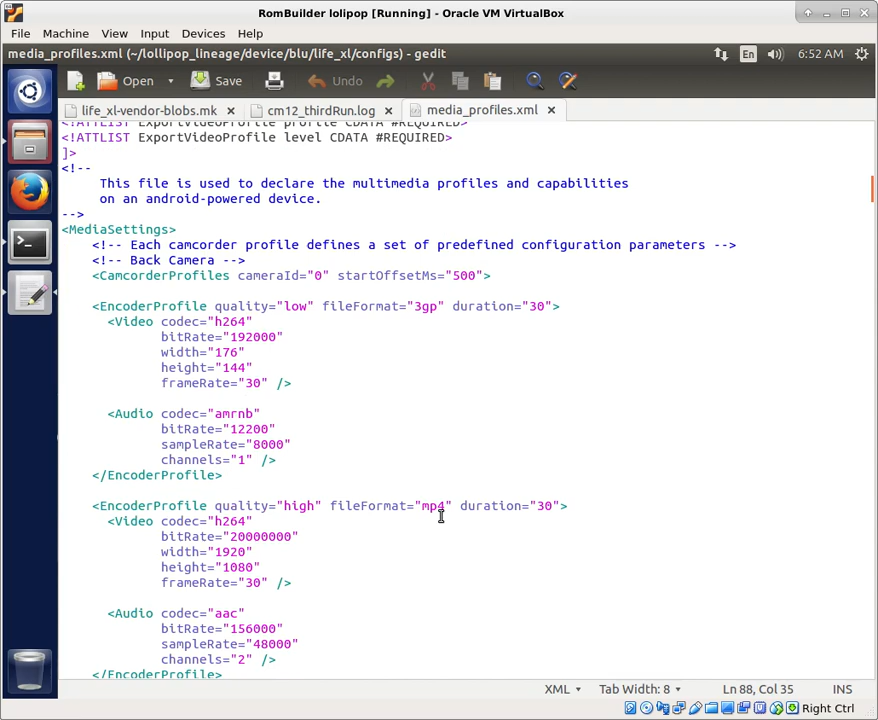 RomBuilder lolipop [Running] - Oracle VM VirtualBox
File Machine View Input Devices Help
media_profiles.xml (~/lollipop_lineage/device/blu/life_xl/configs) - gedit
En 6:52 AM
Open Save Undo
life_xl-vendor-blobs.mk cm12_thirdRun.log media_profiles.xml
<!ATTLIST ExportVideoProfile profile CDATA #REQUIRED>
<!ATTLIST ExportVideoProfile level CDATA #REQUIRED>
]>
<!--
This file is used to declare the multimedia profiles and capabilities
on an android-powered device.
-->
<MediaSettings>
<!-- Each camcorder profile defines a set of predefined configuration parameters -->
<!-- Back Camera -->
<CamcorderProfiles cameraId="0" startOffsetMs="500">
<EncoderProfile quality="low" fileFormat="3gp" duration="30">
<Video codec="h264"
bitRate="192000"
width="176"
height="144"
frameRate="30" />
<Audio codec="amrnb"
bitRate="12200"
sampleRate="8000"
channels="1" />
</EncoderProfile>
<EncoderProfile quality="high" fileFormat="mp4" duration="30">
<Video codec="h264"
bitRate="20000000"
width="1920"
height="1080"
frameRate="30" />
<Audio codec="aac"
bitRate="156000"
sampleRate="48000"
channels="2" />
</EncoderProfile>
XML Tab Width: 8 Ln 88, Col 35 INS
Right Ctrl